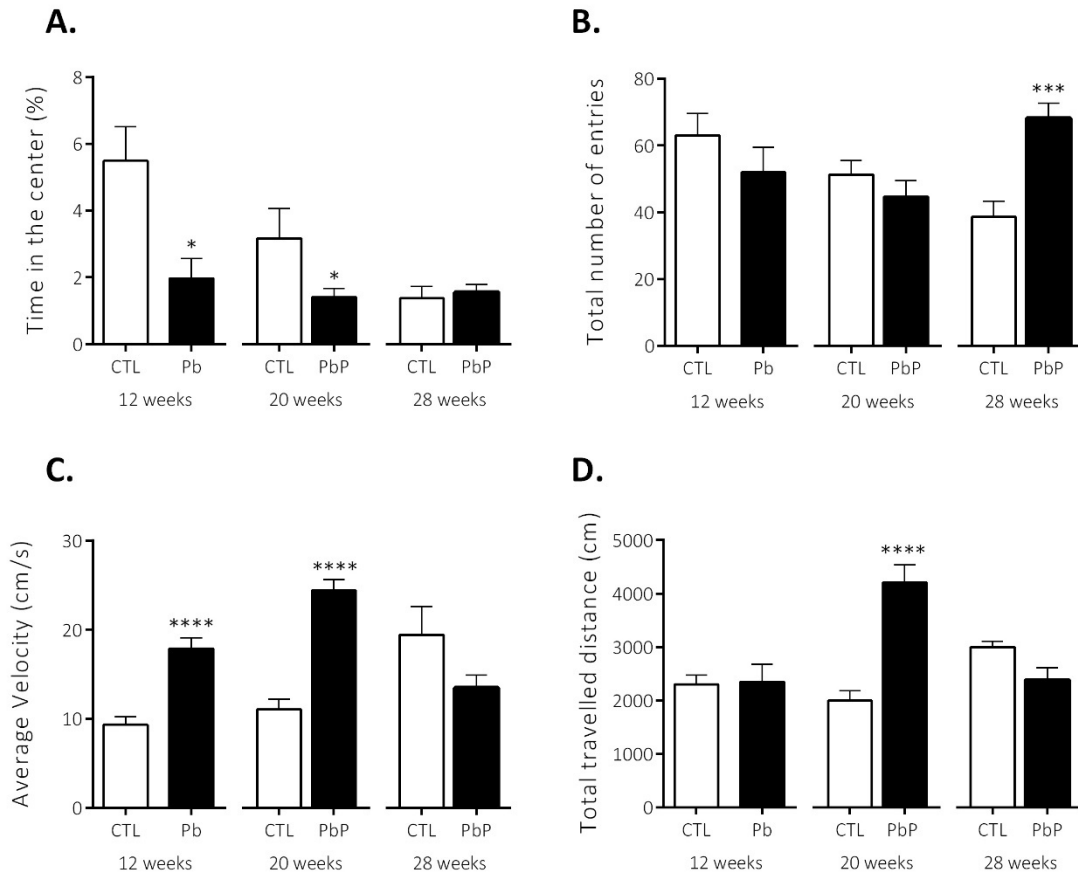 A.
Time in the center (%)
8
6
4
2
0
*
*
CTL Pb CTL PbP CTL PbP
12 weeks 20 weeks 28 weeks
B.
Total number of entries
80
60
40
20
0
***
CTL Pb CTL PbP CTL PbP
12 weeks 20 weeks 28 weeks
C.
Average Velocity (cm/s)
30
20
10
0
****
****
CTL Pb CTL PbP CTL PbP
12 weeks 20 weeks 28 weeks
D.
Total travelled distance (cm)
5000
4000
3000
2000
1000
0
****
CTL Pb CTL PbP CTL PbP
12 weeks 20 weeks 28 weeks